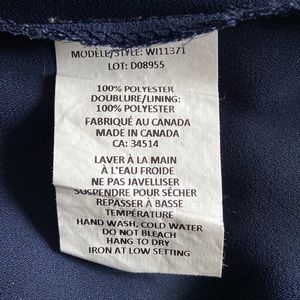 MODÈLE/STYLE: WI11371
LOT: D08955
100% POLYESTER
DOUBLURE/LINING:
100% POLYESTER
FABRIQUÉ AU CANADA
MADE IN CANADA
CA: 34514
LAVER À LA MAIN
À L'EAU FROIDE
NE PAS JAVELLISER
SUSPENDRE POUR SÉCHER
REPASSER À BASSE
TEMPÉRATURE
HAND WASH, COLD WATER
DO NOT BLEACH
HANG TO DRY
IRON AT LOW SETTING